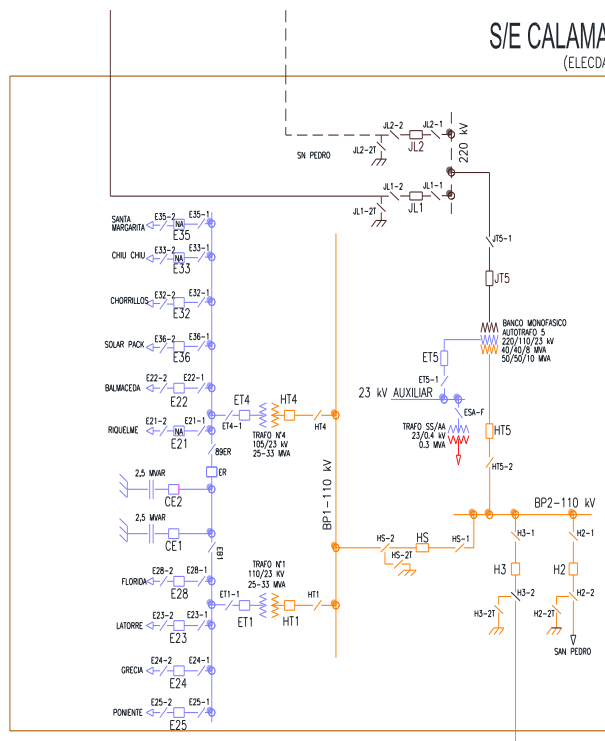 S/E CALAMA
(ELECDA
JL2-2
JL2-1
JL2-2T
JL2
220 kV
SN PEDRO
JL1-2
JL1-1
JL1-2T
JL1
SANTA
MARGARITA
E35-2
E35-1
NA
E35
CHIU CHIU
E33-2
E33-1
NA
E33
JT5-1
JT5
CHORRILLOS
E32-2
E32-1
E32
BANCO MONOFASICO
AUTOTRAFO 5
220/110/23 kV
40/40/8 MVA
50/50/10 MVA
SOLAR PACK
E36-2
E36-1
E36
ET5
ET5-1
23 kV AUXILIAR
BALMACEDA
E22-2
E22-1
E22
ET4
HT4
ET4-1
HT4
ESA-F
TRAFO SS/AA
23/0.4 kV
0.3 MVA
RIQUELME
E21-2
E21-1
NA
E21
TRAFO N°4
105/23 KV
25-33 MVA
HT5
89ER
ER
HT5-2
2,5 MVAR
CE2
BP1-110 kV
BP2-110 kV
2,5 MVAR
CE1
EB1
HS-2
HS
HS-1
HS-2T
H3-1
H2-1
H3
H2
TRAFO N°1
110/23 KV
25-33 MVA
FLORIDA
E28-2
E28-1
E28
ET1-1
HT1
ET1
HT1
H3-2
H2-2
H3-2T
H2-2T
LATORRE
E23-2
E23-1
E23
SAN PEDRO
GRECIA
E24-2
E24-1
E24
PONIENTE
E25-2
E25-1
E25